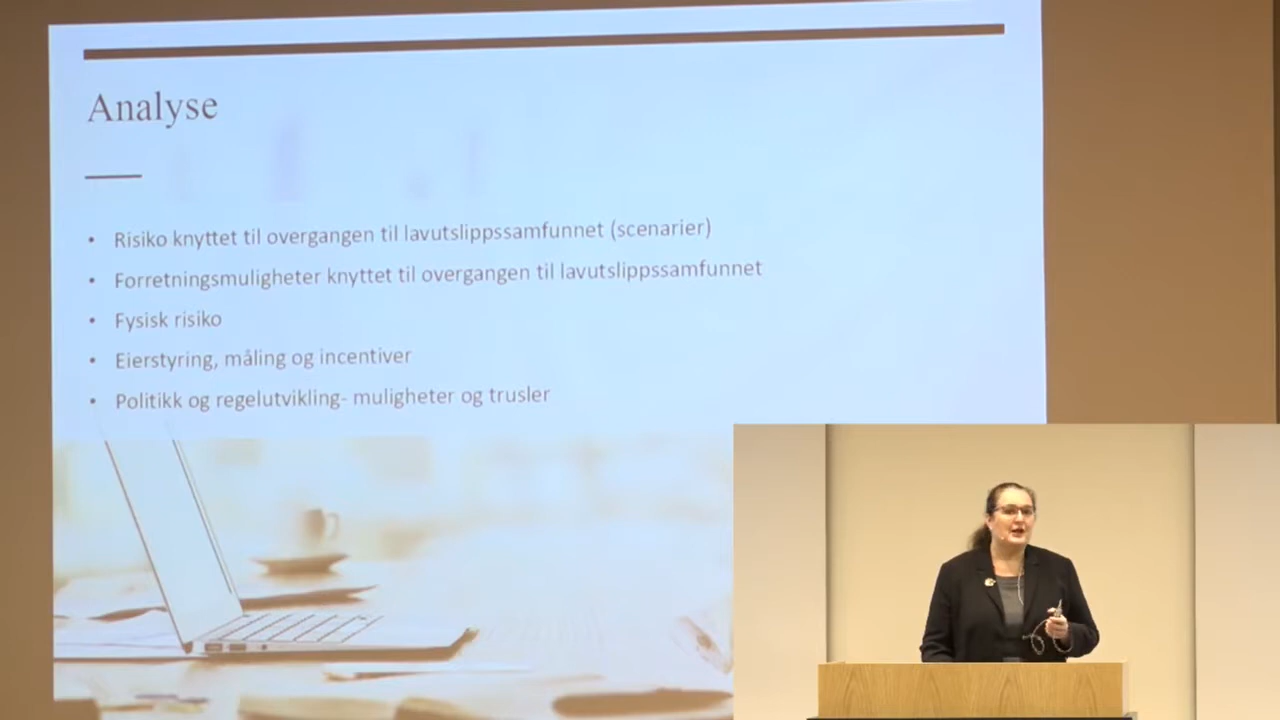 Analyse
• Risiko knyttet til overgangen til lavutslippssamfunnet (scenarier)
• Forretningsmuligheter knyttet til overgangen til lavutslippssamfunnet
• Fysisk risiko
• Eierstyring, måling og incentiver
• Politikk og regelutvikling- muligheter og trusler